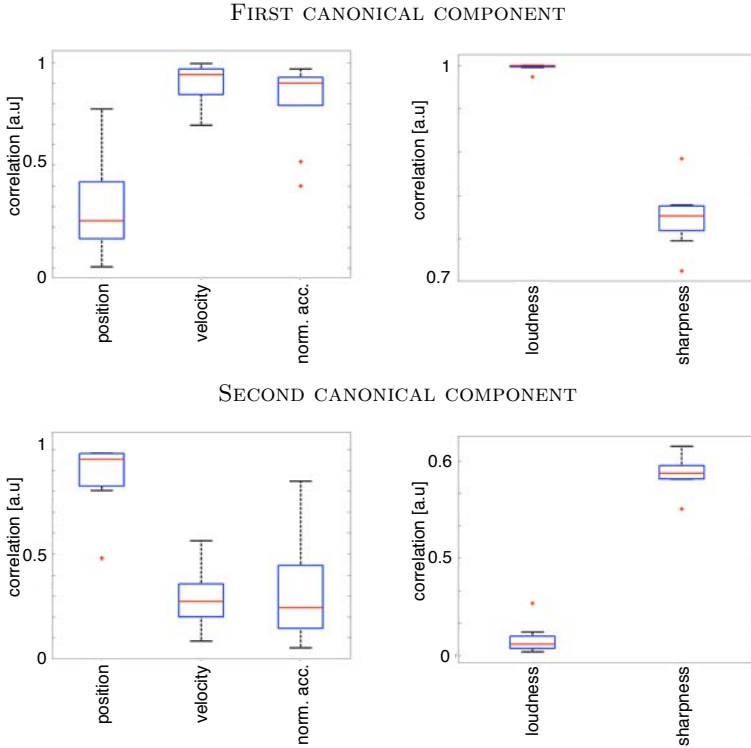 FIRST CANONICAL COMPONENT
correlation [a.u]
1
0.5
0
position
velocity
norm. acc.
correlation [a.u]
1
0.7
loudness
sharpness
SECOND CANONICAL COMPONENT
correlation [a.u]
1
0.5
0
position
velocity
norm. acc.
correlation [a.u]
0.6
0.5
0
loudness
sharpness